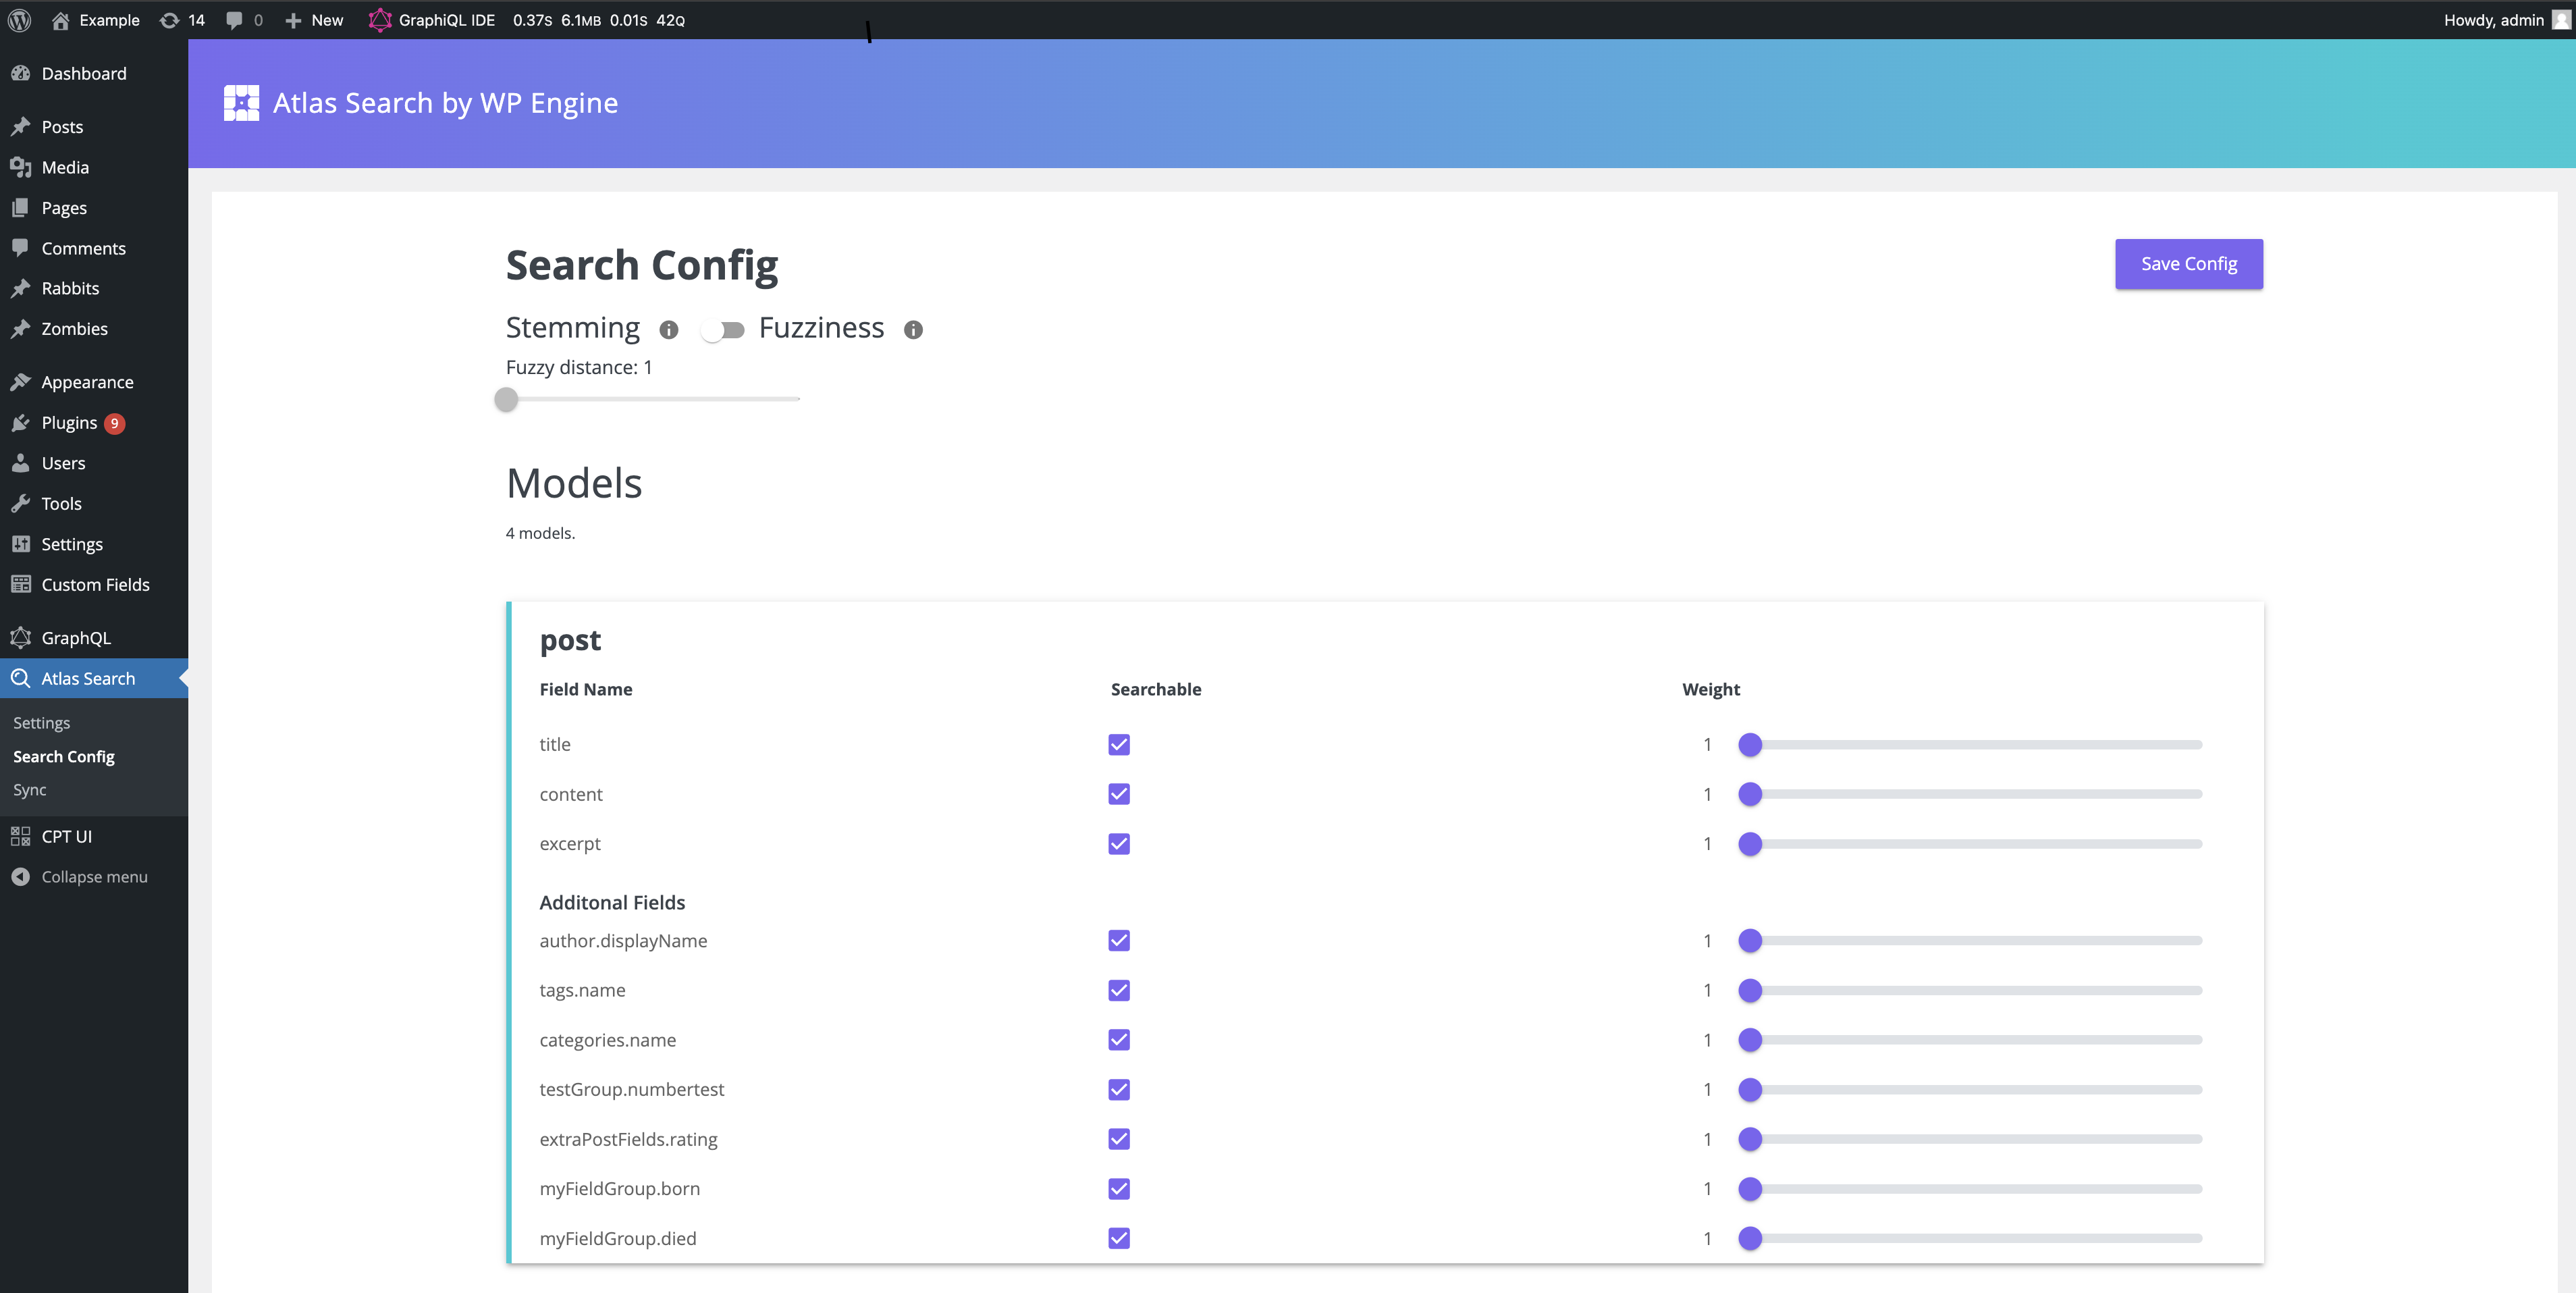 Example 14 0 New GraphiQL IDE 0.37S 6.1MB 0.01S 42Q Howdy, admin
Dashboard
Posts
Media
Pages
Comments
Rabbits
Zombies
Appearance
Plugins 9
Users
Tools
Settings
Custom Fields
GraphQL
Atlas Search
Settings
Search Config
Sync
CPT UI
Collapse menu
Atlas Search by WP Engine
Search Config
Save Config
Stemming Fuzziness
Fuzzy distance: 1
Models
4 models.
post
Field Name Searchable Weight
title 1
content 1
excerpt 1
Additonal Fields
author.displayName 1
tags.name 1
categories.name 1
testGroup.numbertest 1
extraPostFields.rating 1
myFieldGroup.born 1
myFieldGroup.died 1